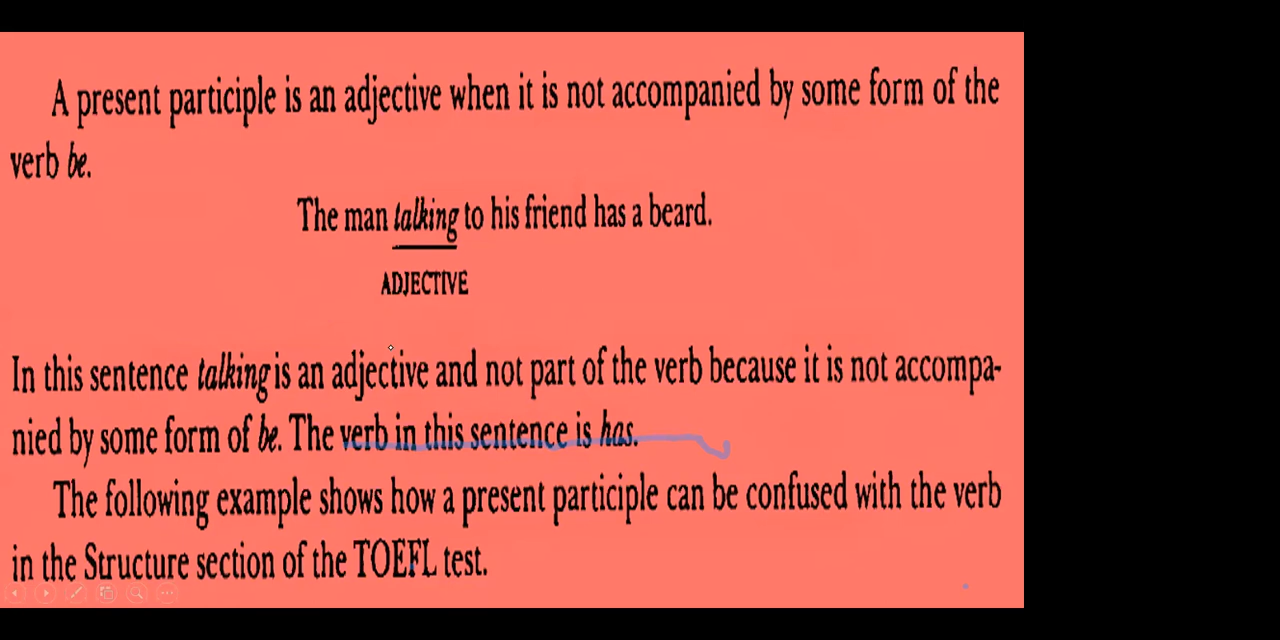 A present participle is an adjective when it is not accompanied by some form of the
verb be.
The man talking to his friend has a beard.
ADJECTIVE
In this sentence talking is an adjective and not part of the verb because it is not accompa-
nied by some form of be. The verb in this sentence is has.
The following example shows how a present participle can be confused with the verb
in the Structure section of the TOEFL test.